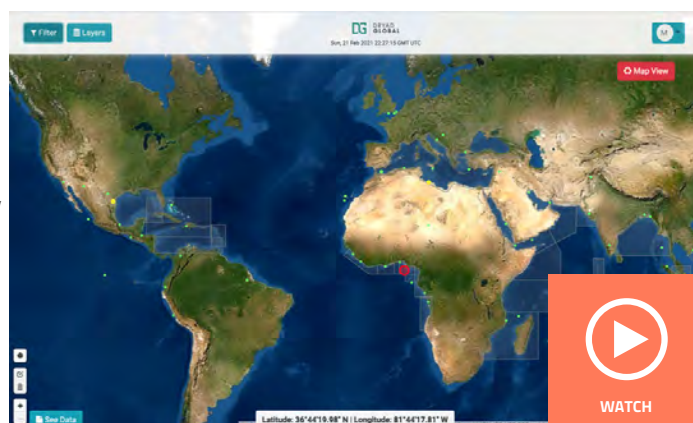 Filter
Layers
DG DRYAD GLOBAL
M
Sun, 21 Feb 2021 22:27:15 GMT UTC
Map View
See Data
Latitude: 36°44'19.98" N | Longitude: 81°44'17.81" W
WATCH